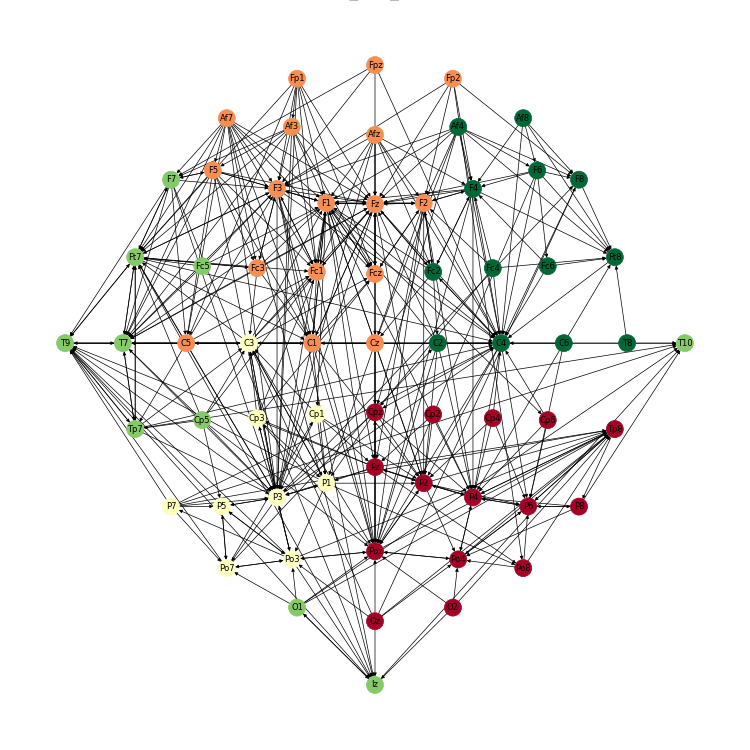 Fpz
Fp1 Fp2
Af7 Af3 Afz Af4 Af8
F7 F5 F3 F1 Fz F2 F4 F6 F8
Ft7 Fc5 Fc3 Fc1 Fcz Fc2 Fc4 Fc6 Ft8
T9 T7 C5 C3 C1 Cz C2 C4 C6 T8 T10
Tp7 Cp5 Cp3 Cp1 Cpz Cp2 Cp4 Cp6 Tp8
P7 P5 P3 P1 Pz P2 P4 P6 P8
Po7 Po3 Poz Po4 Po8
O1 Oz O2
Iz